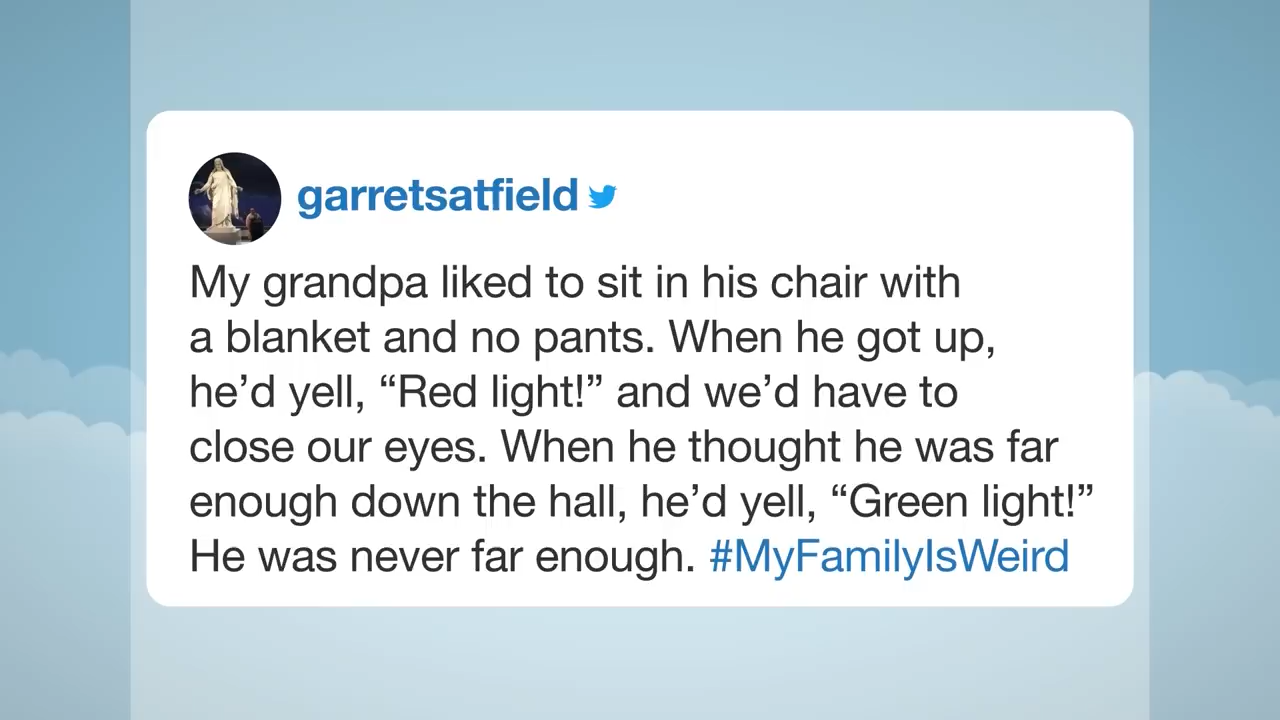 garretsatfield
My grandpa liked to sit in his chair with
a blanket and no pants. When he got up,
he’d yell, “Red light!” and we’d have to
close our eyes. When he thought he was far
enough down the hall, he’d yell, “Green light!”
He was never far enough. #MyFamilyIsWeird